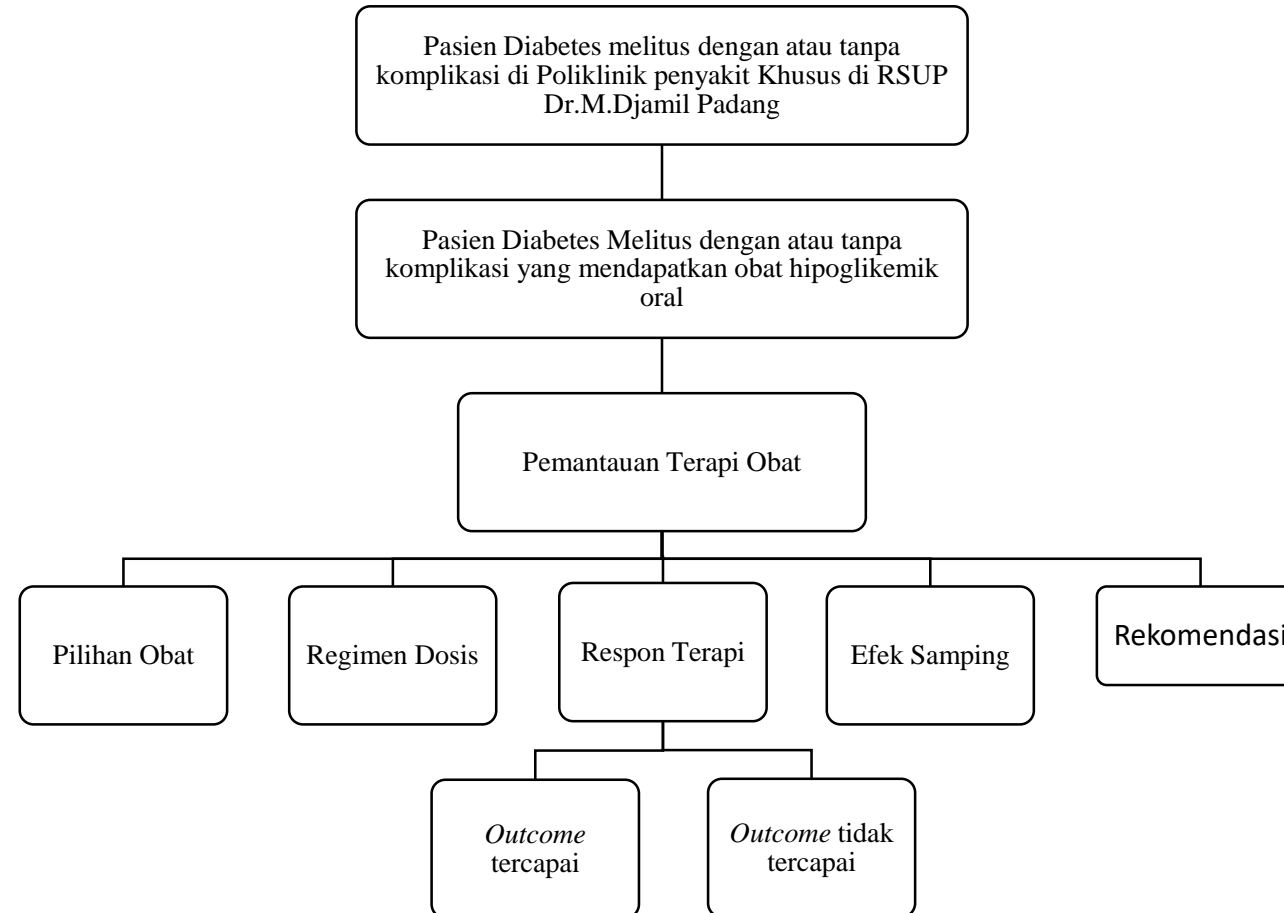 Pasien Diabetes melitus dengan atau tanpa
komplikasi di Poliklinik penyakit Khusus di RSUP
Dr.M.Djamil Padang
Pasien Diabetes Melitus dengan atau tanpa
komplikasi yang mendapatkan obat hipoglikemik
oral
Pemantauan Terapi Obat
Pilihan Obat
Regimen Dosis
Respon Terapi
Efek Samping
Rekomendasi
Outcome
tercapai
Outcome tidak
tercapai